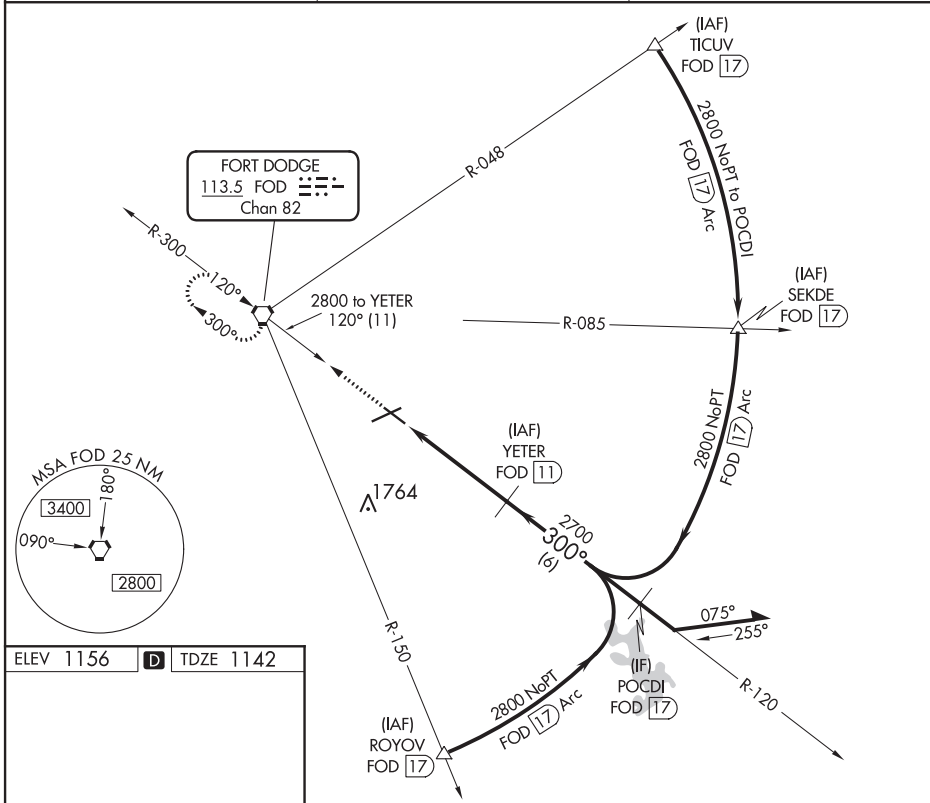 (IAF)
TICUV
FOD 17
2800 NoPT to POCDI
FOD 17 Arc
R-048
FORT DODGE
113.5 FOD
Chan 82
R-300
120°
300°
2800 to YETER
120° (11)
(IAF)
SEKDE
FOD 17
R-085
2800 NoPT
FOD 17 Arc
(IAF)
YETER
FOD 11
1764
MSA FOD 25 NM
180°
3400
090°
2800
2700
300°
(6)
075°
255°
R-150
(IF)
POCDI
FOD 17
R-120
2800 NoPT
FOD 17 Arc
(IAF)
ROYOV
FOD 17
ELEV 1156 D TDZE 1142